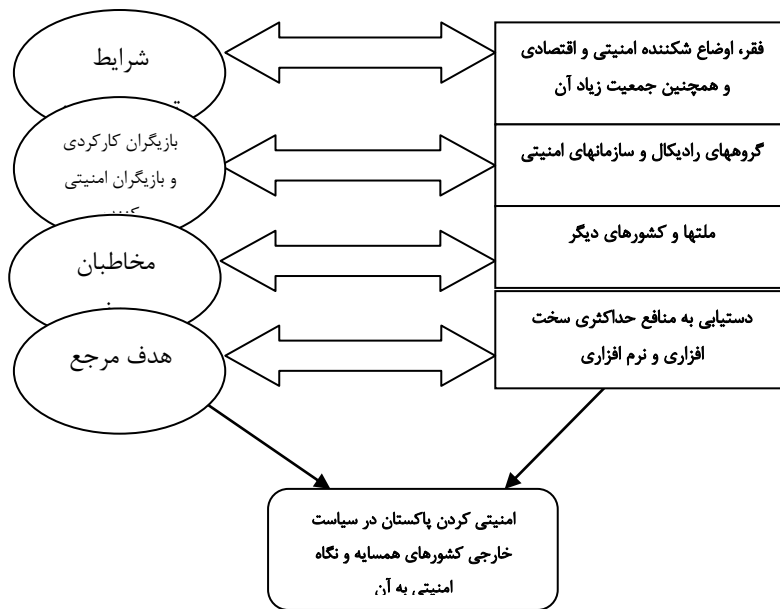 شرایط
فقر، اوضاع شکننده امنیتی و اقتصادی
و همچنین جمعیت زیاد آن
بازیگران کارکردی
و بازیگران امنیتی
گروههای رادیکال و سازمانهای امنیتی
مخاطبان
ملتها و کشورهای دیگر
هدف مرجع
دستیابی به منافع حداکثری سخت
افزاری و نرم افزاری
امنیتی کردن پاکستان در سیاست
خارجی کشورهای همسایه و نگاه
امنیتی به آن